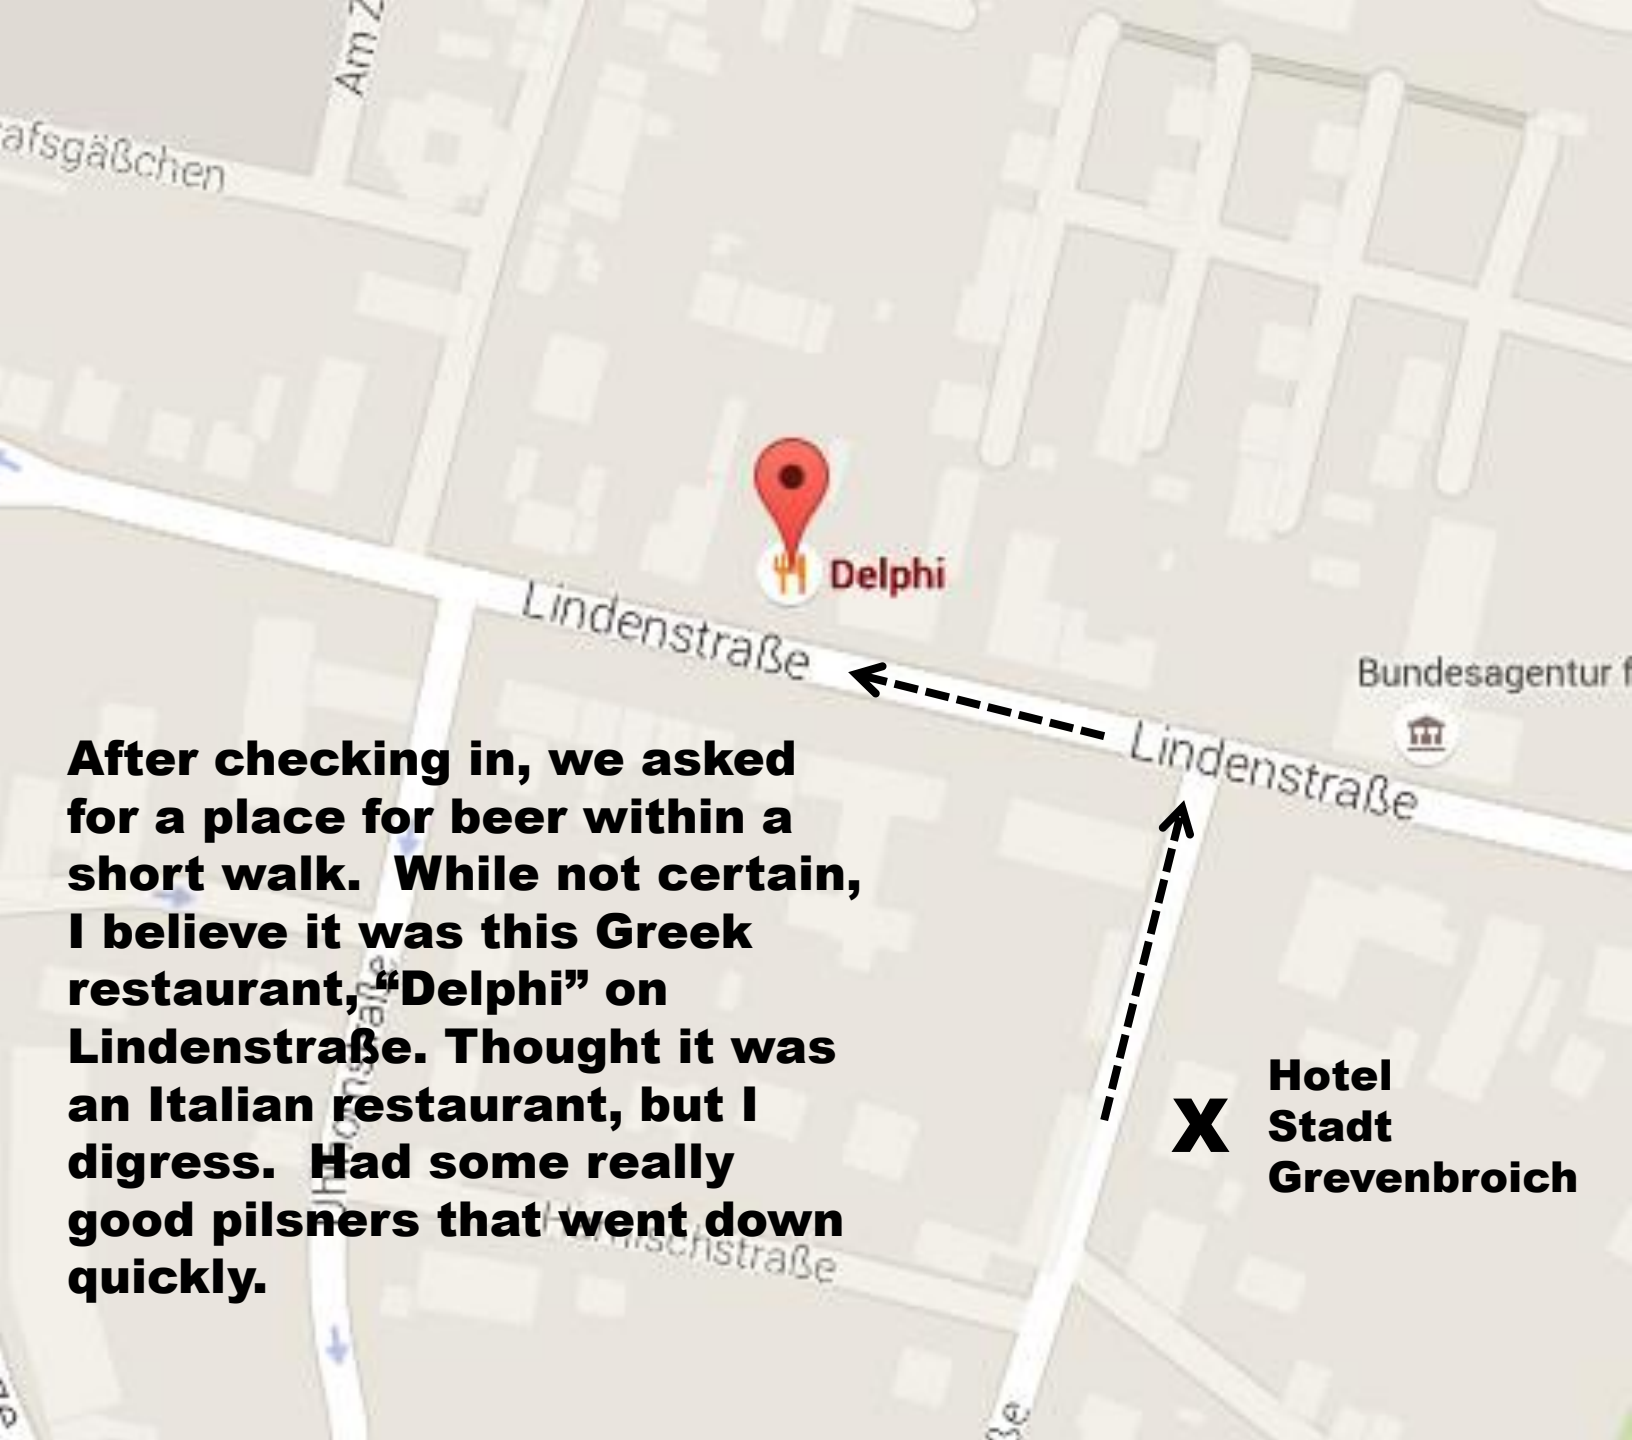 Am Z
afsgäßchen
Delphi
Lindenstraße
Lindenstraße
Bundesagentur f
After checking in, we asked
for a place for beer within a
short walk.  While not certain,
I believe it was this Greek
restaurant, “Delphi” on
Lindenstraße. Thought it was
an Italian restaurant, but I
digress.  Had some really
good pilsners that went down
quickly.
X
Hotel
Stadt
Grevenbroich
ße